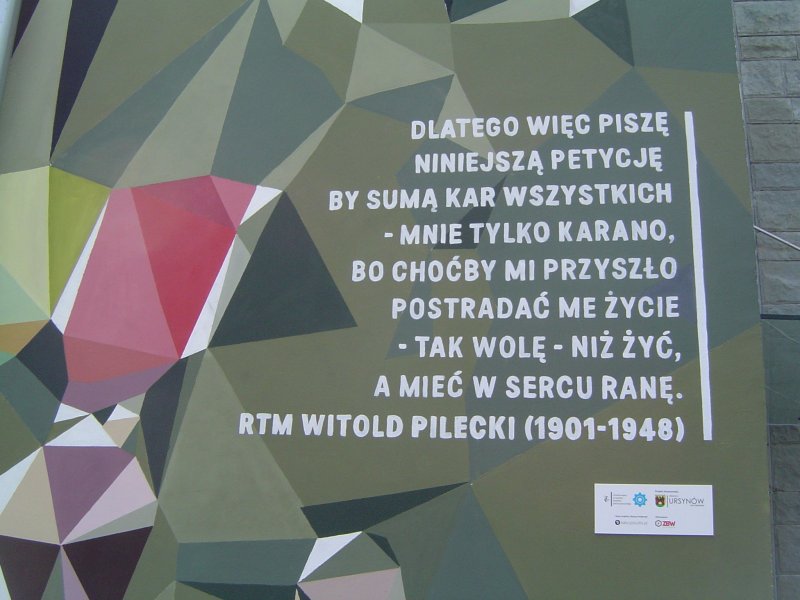 DLATEGO WIĘC PISZĘ
NINIEJSZĄ PETYCJĘ
BY SUMĄ KAR WSZYSTKICH
- MNIE TYLKO KARANO,
BO CHOĆBY MI PRZYSZŁO
POSTRADAĆ ME ŻYCIE
- TAK WOLĘ - NIŻ ŻYĆ,
A MIEĆ W SERCU RANĘ.
RTM WITOLD PILECKI (1901-1948)
URSYNÓW
ZBW